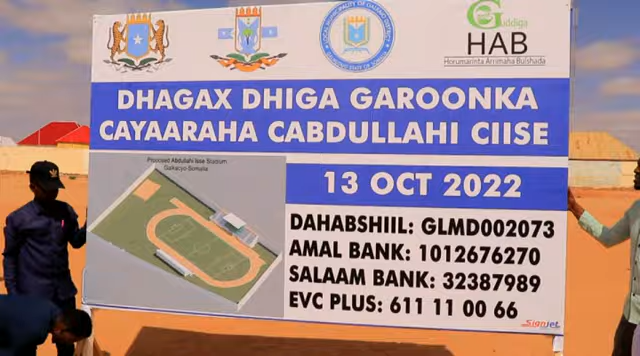 Guddiga
HAB
Horumarinta Arrimaha Bulshada
DHAGAX DHIGA GAROONKA
CAYAARAHA CABDULLAHI CIISE
Proposed Abdullahi Isse Stadium
Galkacyo-Somalia
13 OCT 2022
DAHABSHIIL: GLMD002073
AMAL BANK: 1012676270
SALAAM BANK: 32387989
EVC PLUS: 611 11 00 66
Signjet